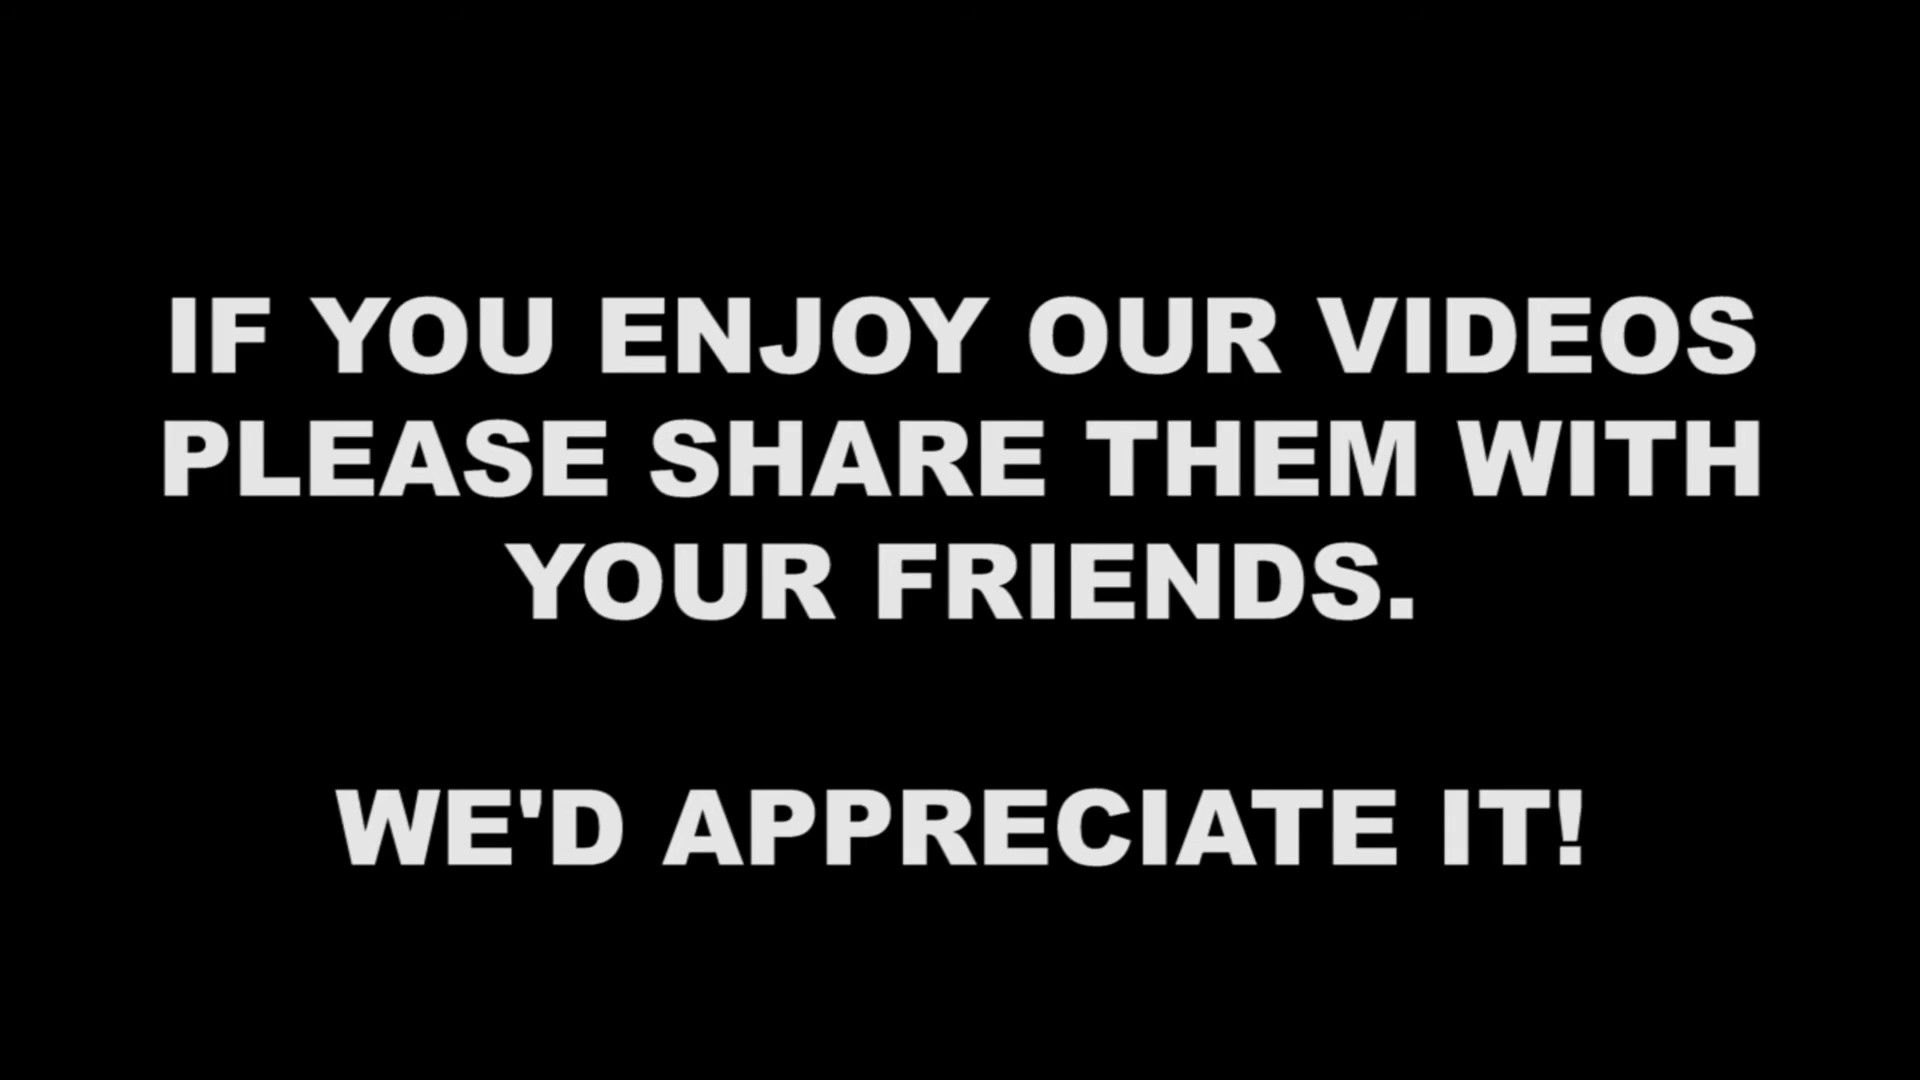 IF YOU ENJOY OUR VIDEOS
PLEASE SHARE THEM WITH
YOUR FRIENDS.
WE'D APPRECIATE IT!